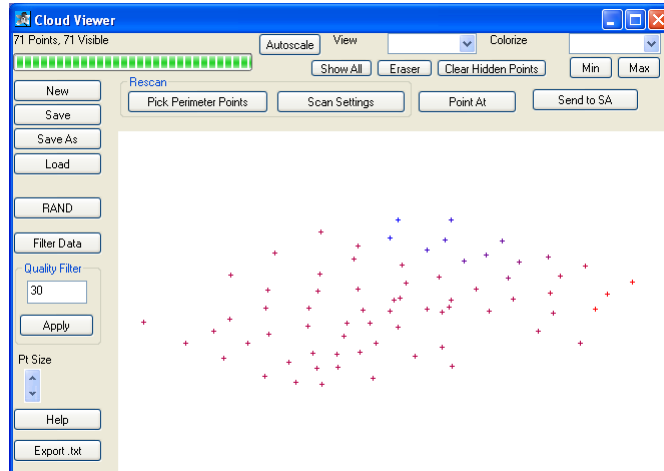 Cloud Viewer
71 Points, 71 Visible
Autoscale View Colorize
Show All Eraser Clear Hidden Points Min Max
Rescan
New Pick Perimeter Points Scan Settings Point At Send to SA
Save
Save As
Load
RAND
Filter Data
Quality Filter
30
Apply
Pt Size
Help
Export .txt